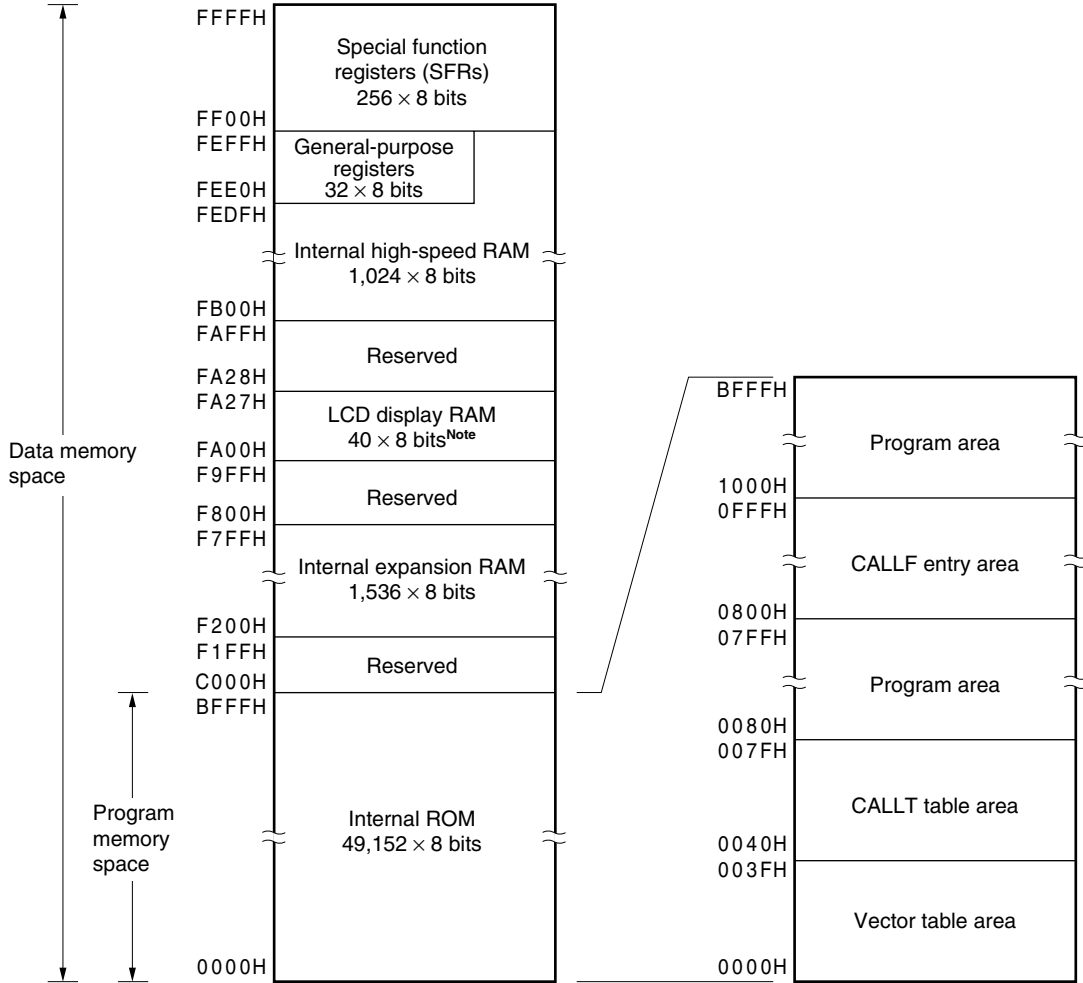 FFFFH
Special function
registers (SFRs)
256 × 8 bits
FF00H
FEFFH
General-purpose
registers
32 × 8 bits
FEE0H
FEDFH
Internal high-speed RAM
1,024 × 8 bits
FB00H
FAFFH
Reserved
FA28H
FA27H
LCD display RAM
40 × 8 bitsNote
FA00H
F9FFH
Reserved
F800H
F7FFH
Internal expansion RAM
1,536 × 8 bits
F200H
F1FFH
Reserved
C000H
BFFFH
Internal ROM
49,152 × 8 bits
0000H
Data memory
space
Program
memory
space
BFFFH
Program area
1000H
0FFFH
CALLF entry area
0800H
07FFH
Program area
0080H
007FH
CALLT table area
0040H
003FH
Vector table area
0000H